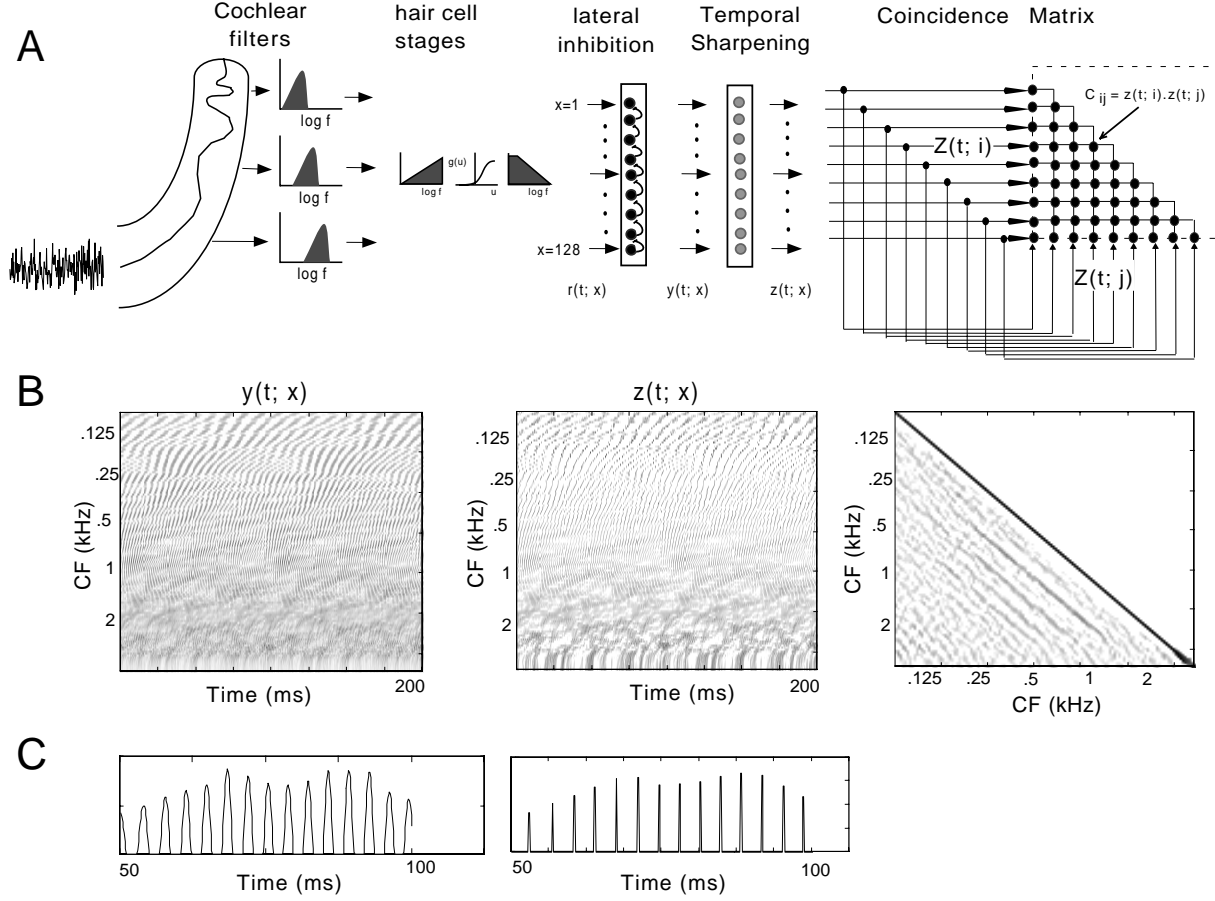 A
Cochlear
filters
hair cell
stages
lateral
inhibition
Temporal
Sharpening
Coincidence Matrix
log f
log f
log f
log f
g(u)
u
log f
x=1
x=128
r(t; x)
y(t; x)
z(t; x)
C ij = z(t; i).z(t; j)
Z(t; i)
Z(t; j)
B
y(t; x)
CF (kHz)
.125
.25
.5
1
2
Time (ms)
200
z(t; x)
CF (kHz)
.125
.25
.5
1
2
Time (ms)
200
CF (kHz)
.125
.25
.5
1
2
.125
.25
.5
1
2
CF (kHz)
C
50
100
Time (ms)
50
100
Time (ms)